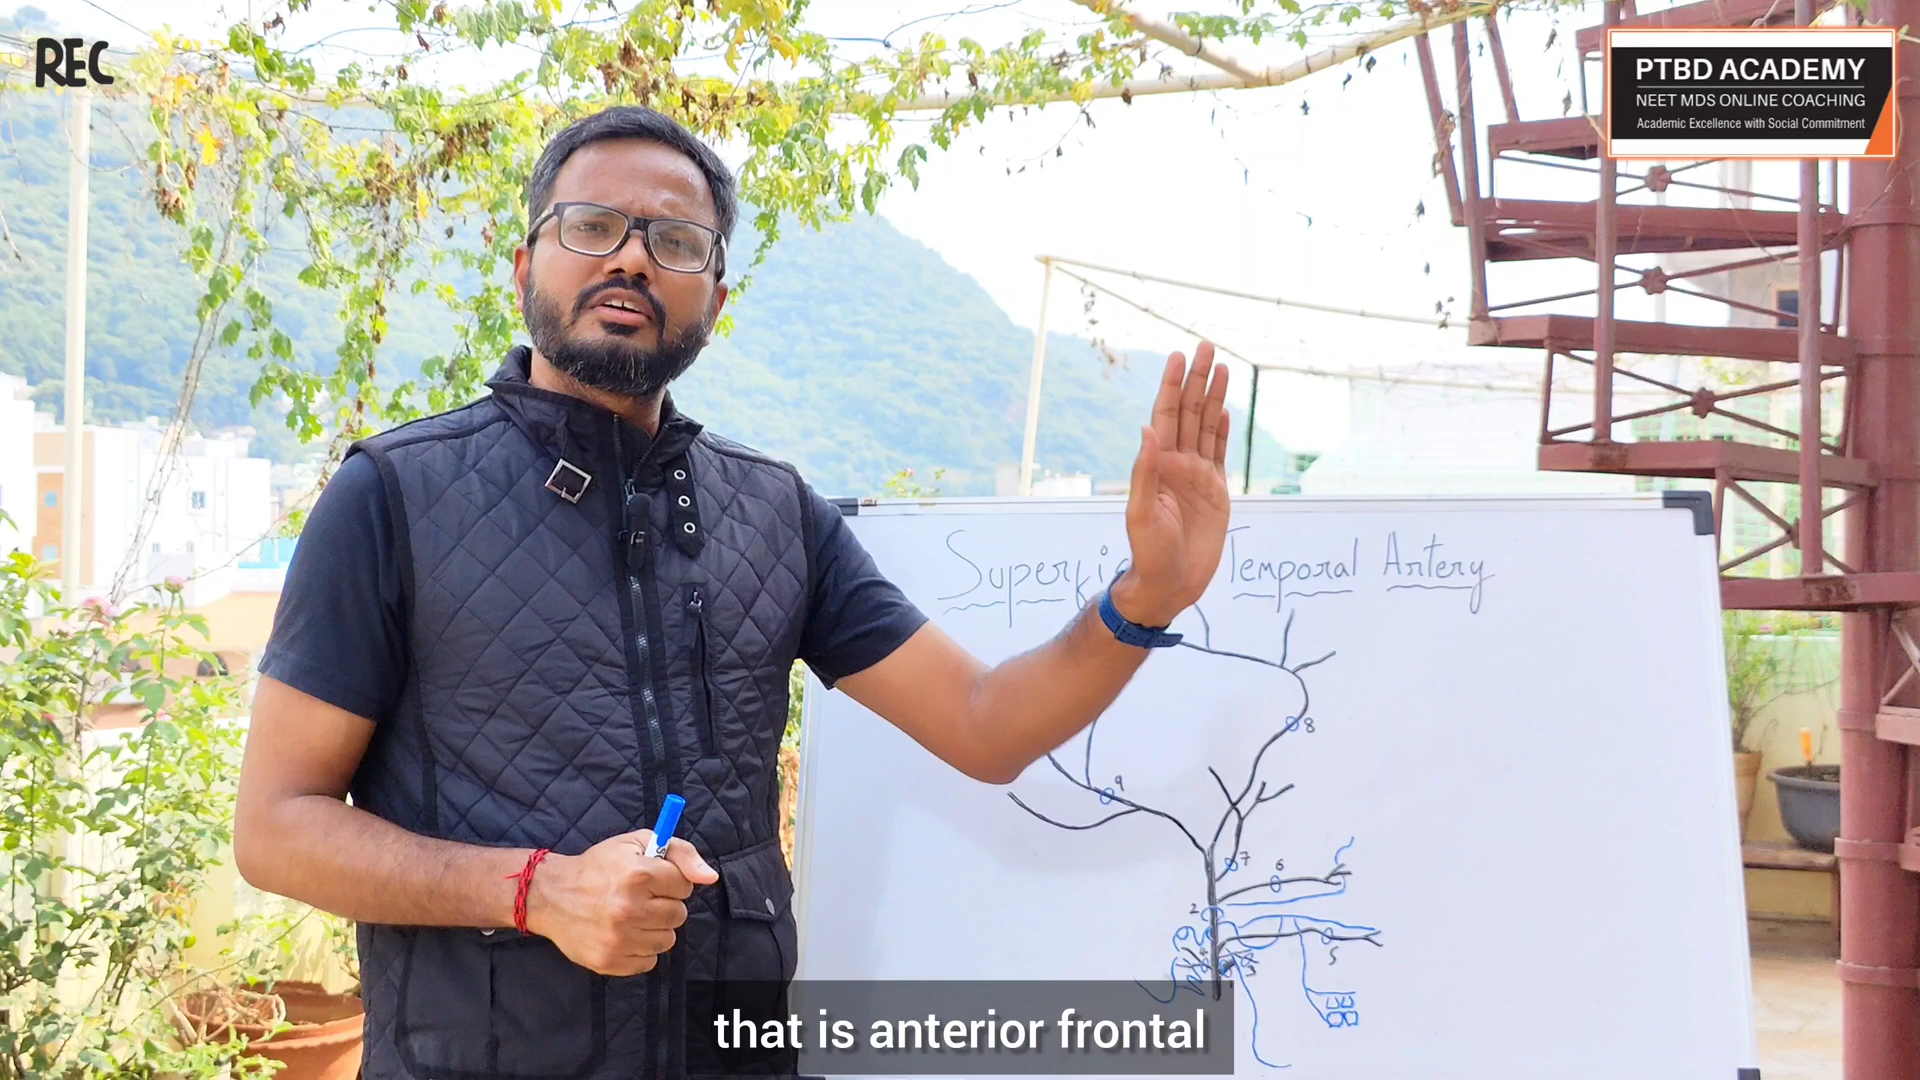 REC
PTBD ACADEMY
NEET MDS ONLINE COACHING
Academic Excellence with Social Commitment
Temporal Artery
8
9
7
6
2
5
3
that is anterior frontal